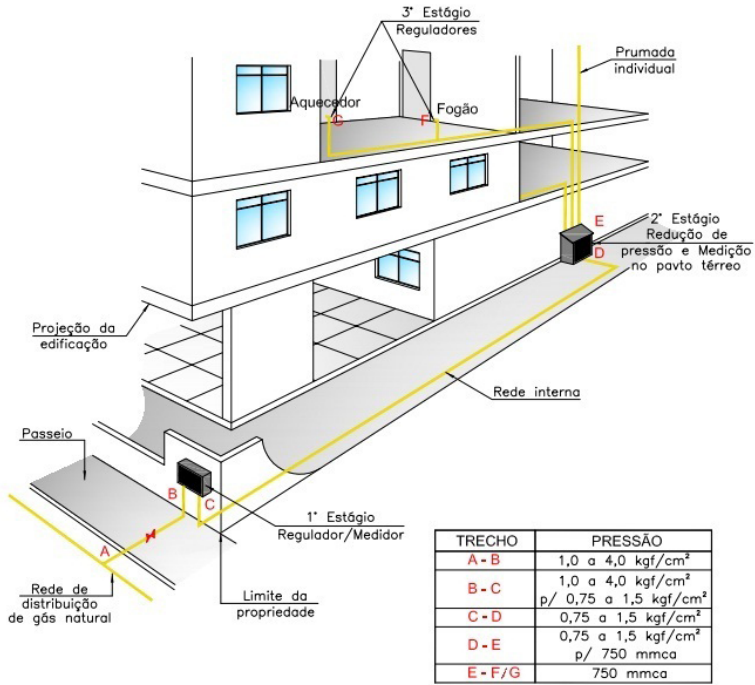 3° Estágio
Reguladores
Prumada
individual
Aquecedor
G
F
Fogão
E
2° Estágio
Redução de
pressão e Medição
no pavto térreo
D
Projeção da
edificação
Rede interna
Passeio
B
C
1° Estágio
Regulador/Medidor
A
Rede de
distribuição
de gás natural
Limite da
propriedade
TRECHO PRESSÃO
A - B 1,0 a 4,0 kgf/cm²
B - C 1,0 a 4,0 kgf/cm²
p/ 0,75 a 1,5 kgf/cm²
C - D 0,75 a 1,5 kgf/cm²
D - E 0,75 a 1,5 kgf/cm²
p/ 750 mmca
E - F/G 750 mmca